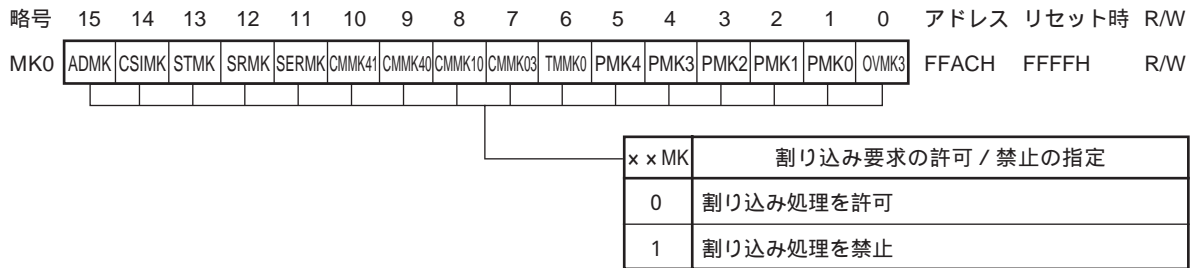 略号 15 14 13 12 11 10 9 8 7 6 5 4 3 2 1 0 アドレス リセット時 R/W
MK0 ADMK CSIMK STMK SRMK SERMK CMMK41 CMMK40 CMMK10 CMMK03 TMMK0 PMK4 PMK3 PMK2 PMK1 PMK0 OVMK3 FFACH FFFFH R/W
××MK 割り込み要求の許可/禁止の指定
0 割り込み処理を許可
1 割り込み処理を禁止